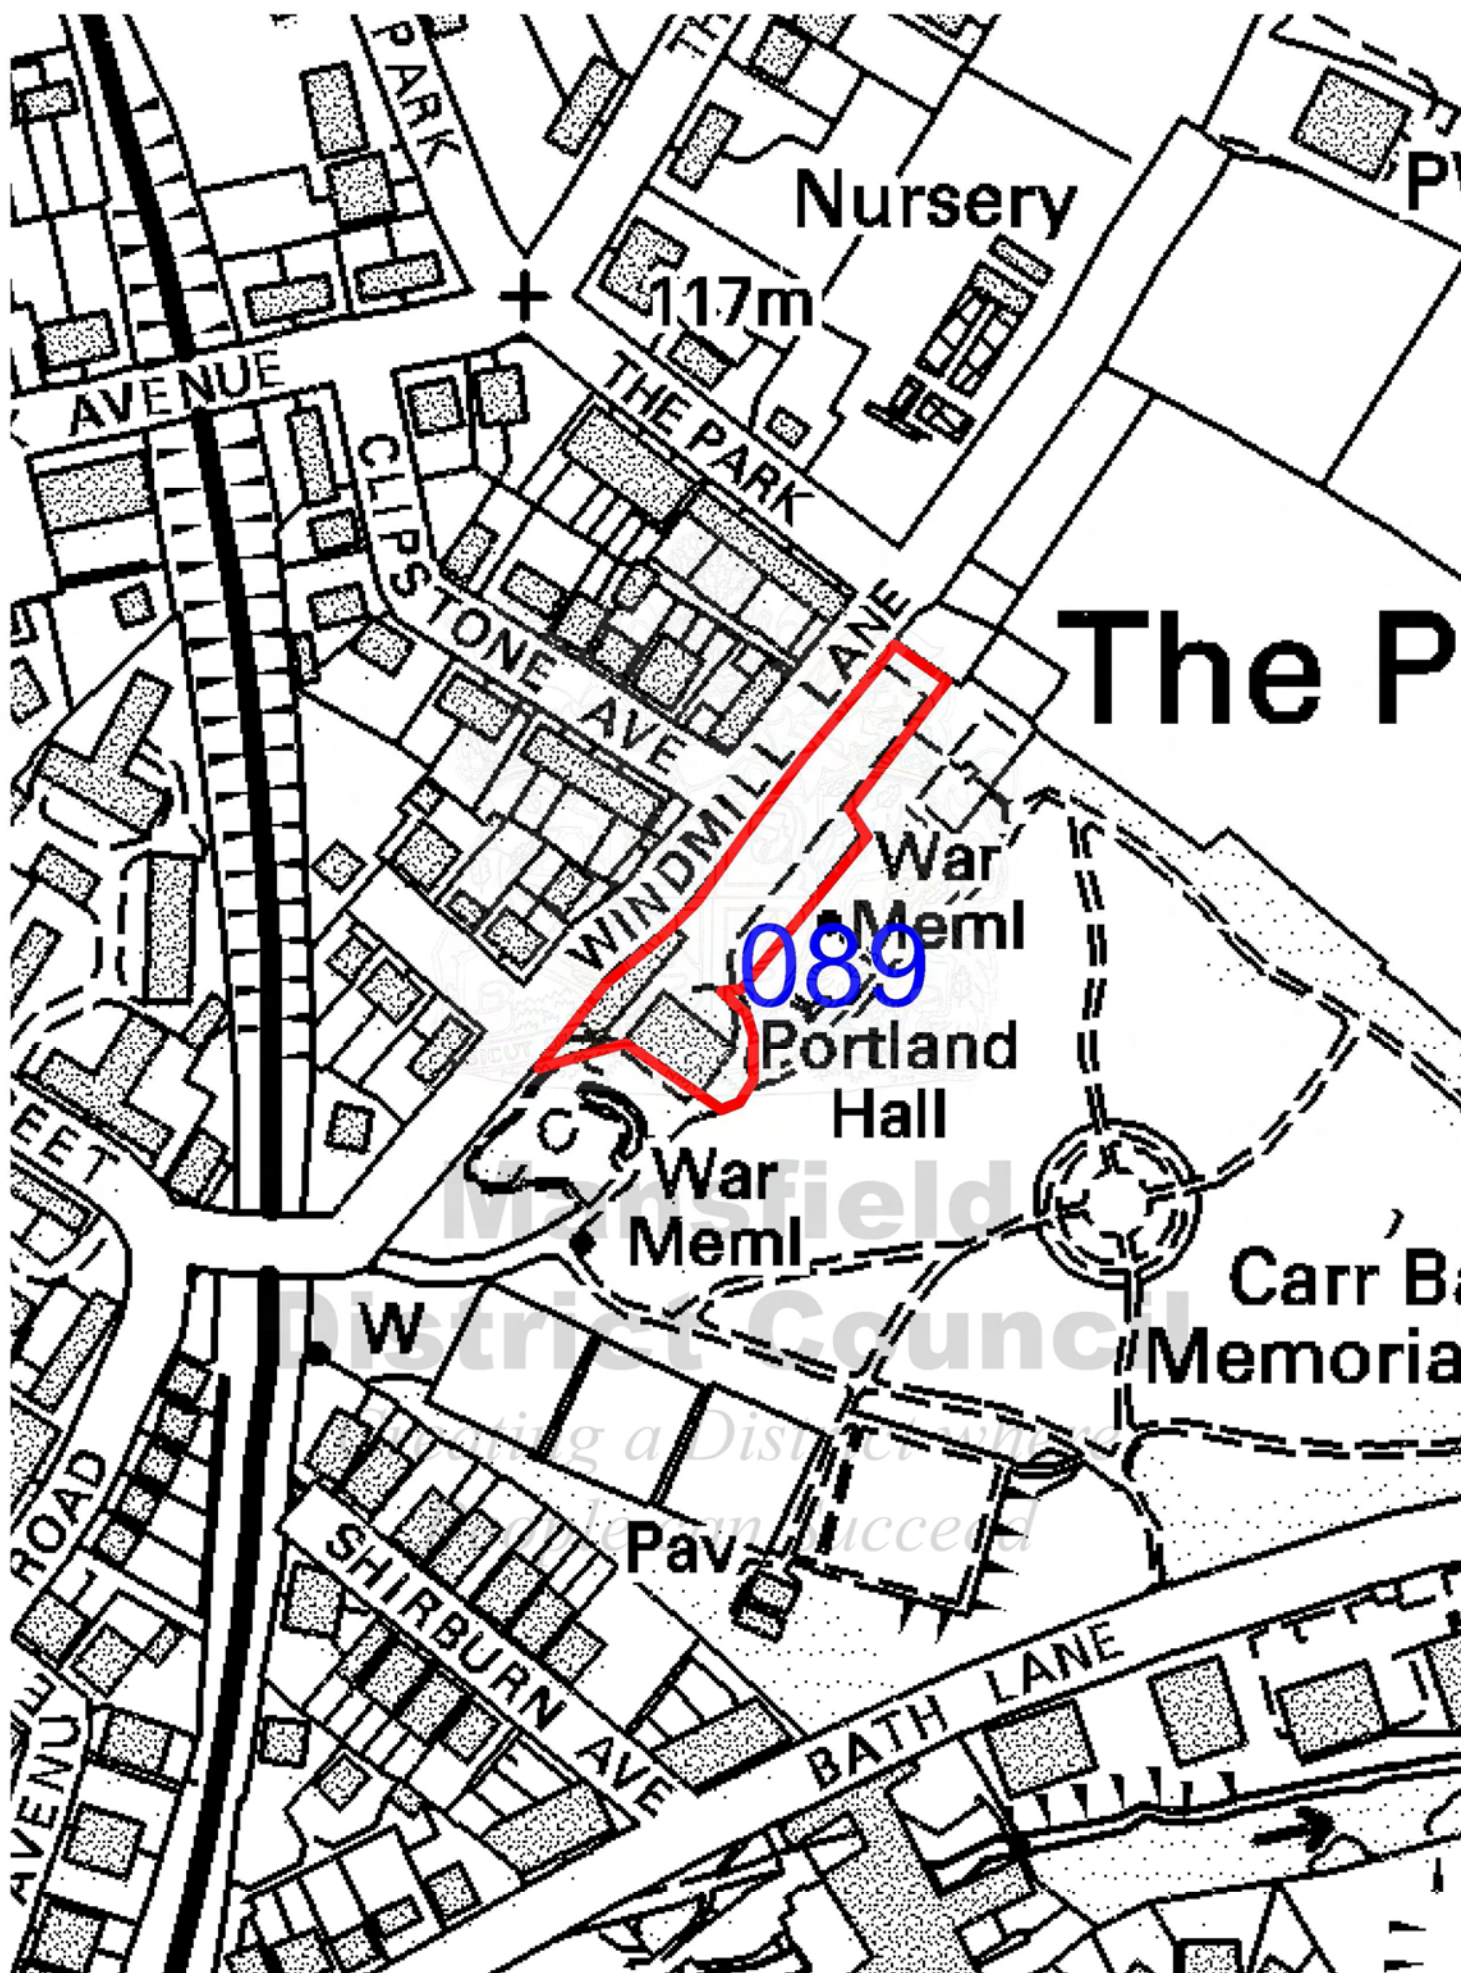 PARK
TH
Nursery
117m
AVENUE
THE PARK
CLIPSTONE AVE
WINDMILL LANE
The P
War
Meml
089
Portland
Hall
War
Meml
EET
Mansfield
District Council
Creating a District where
People can Succeed
Carr Ba
Memoria
W
Pav
ROAD
SHIRBURN AVE
BATH LANE
AVENU